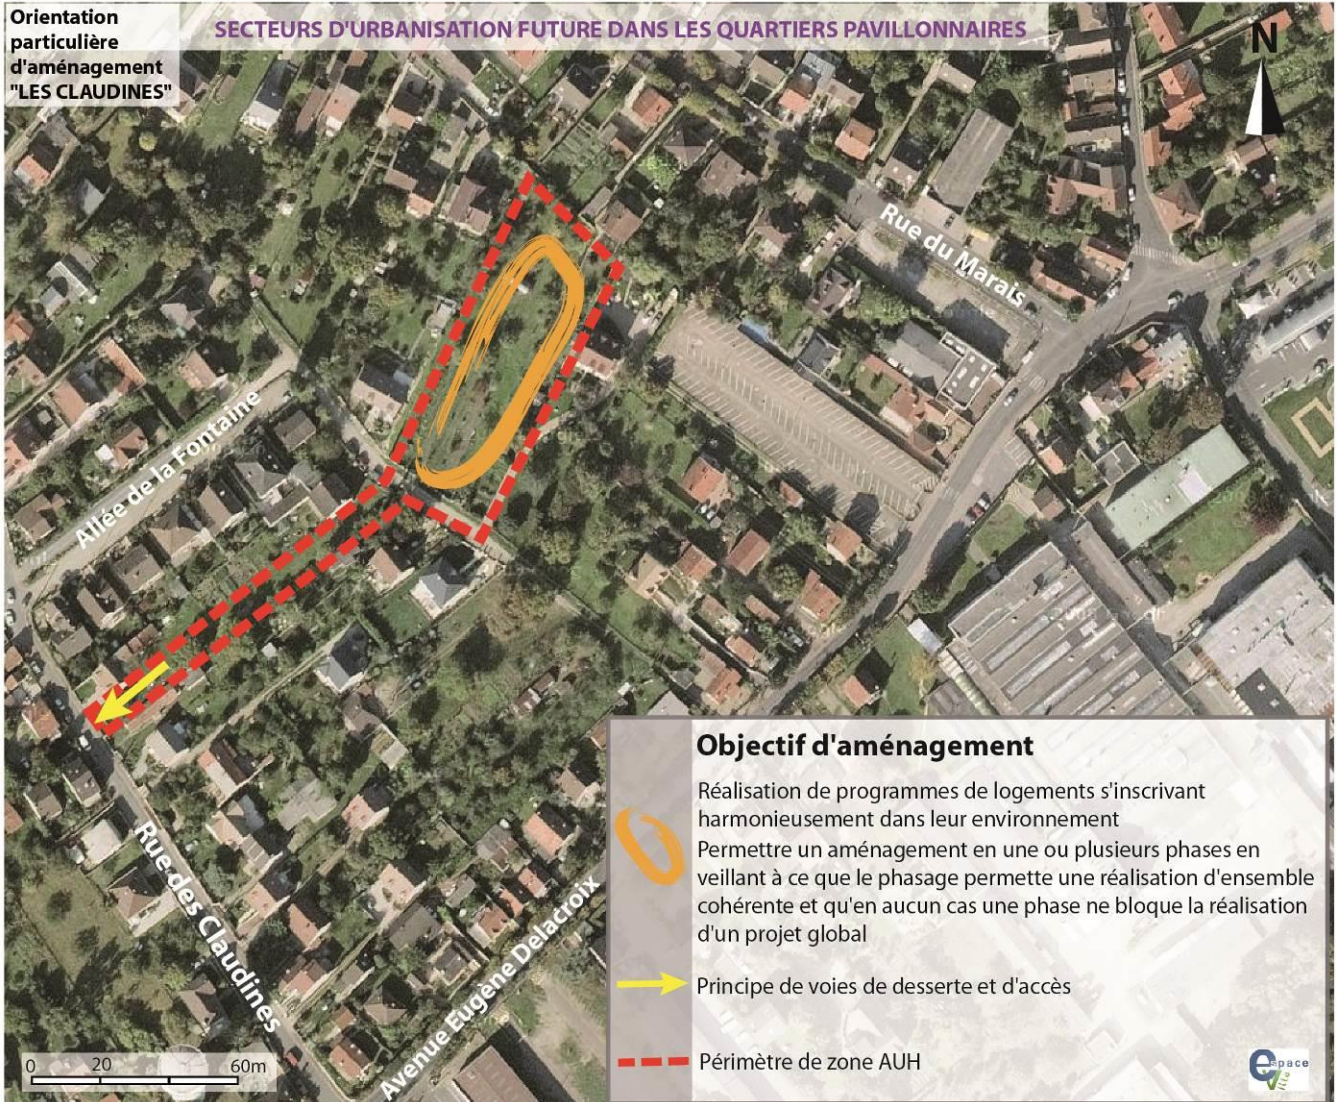 Orientation
particulière
d'aménagement
"LES CLAUDINES"
SECTEURS D'URBANISATION FUTURE DANS LES QUARTIERS PAVILLONNAIRES
N
Rue du Marais
Allée de la Fontaine
Rue des Claudines
Avenue Eugène Delacroix
0 20 60m
Objectif d'aménagement
Réalisation de programmes de logements s'inscrivant
harmonieusement dans leur environnement
Permettre un aménagement en une ou plusieurs phases en
veillant à ce que le phasage permette une réalisation d'ensemble
cohérente et qu'en aucun cas une phase ne bloque la réalisation
d'un projet global
Principe de voies de desserte et d'accès
Périmètre de zone AUH
espace
Ville